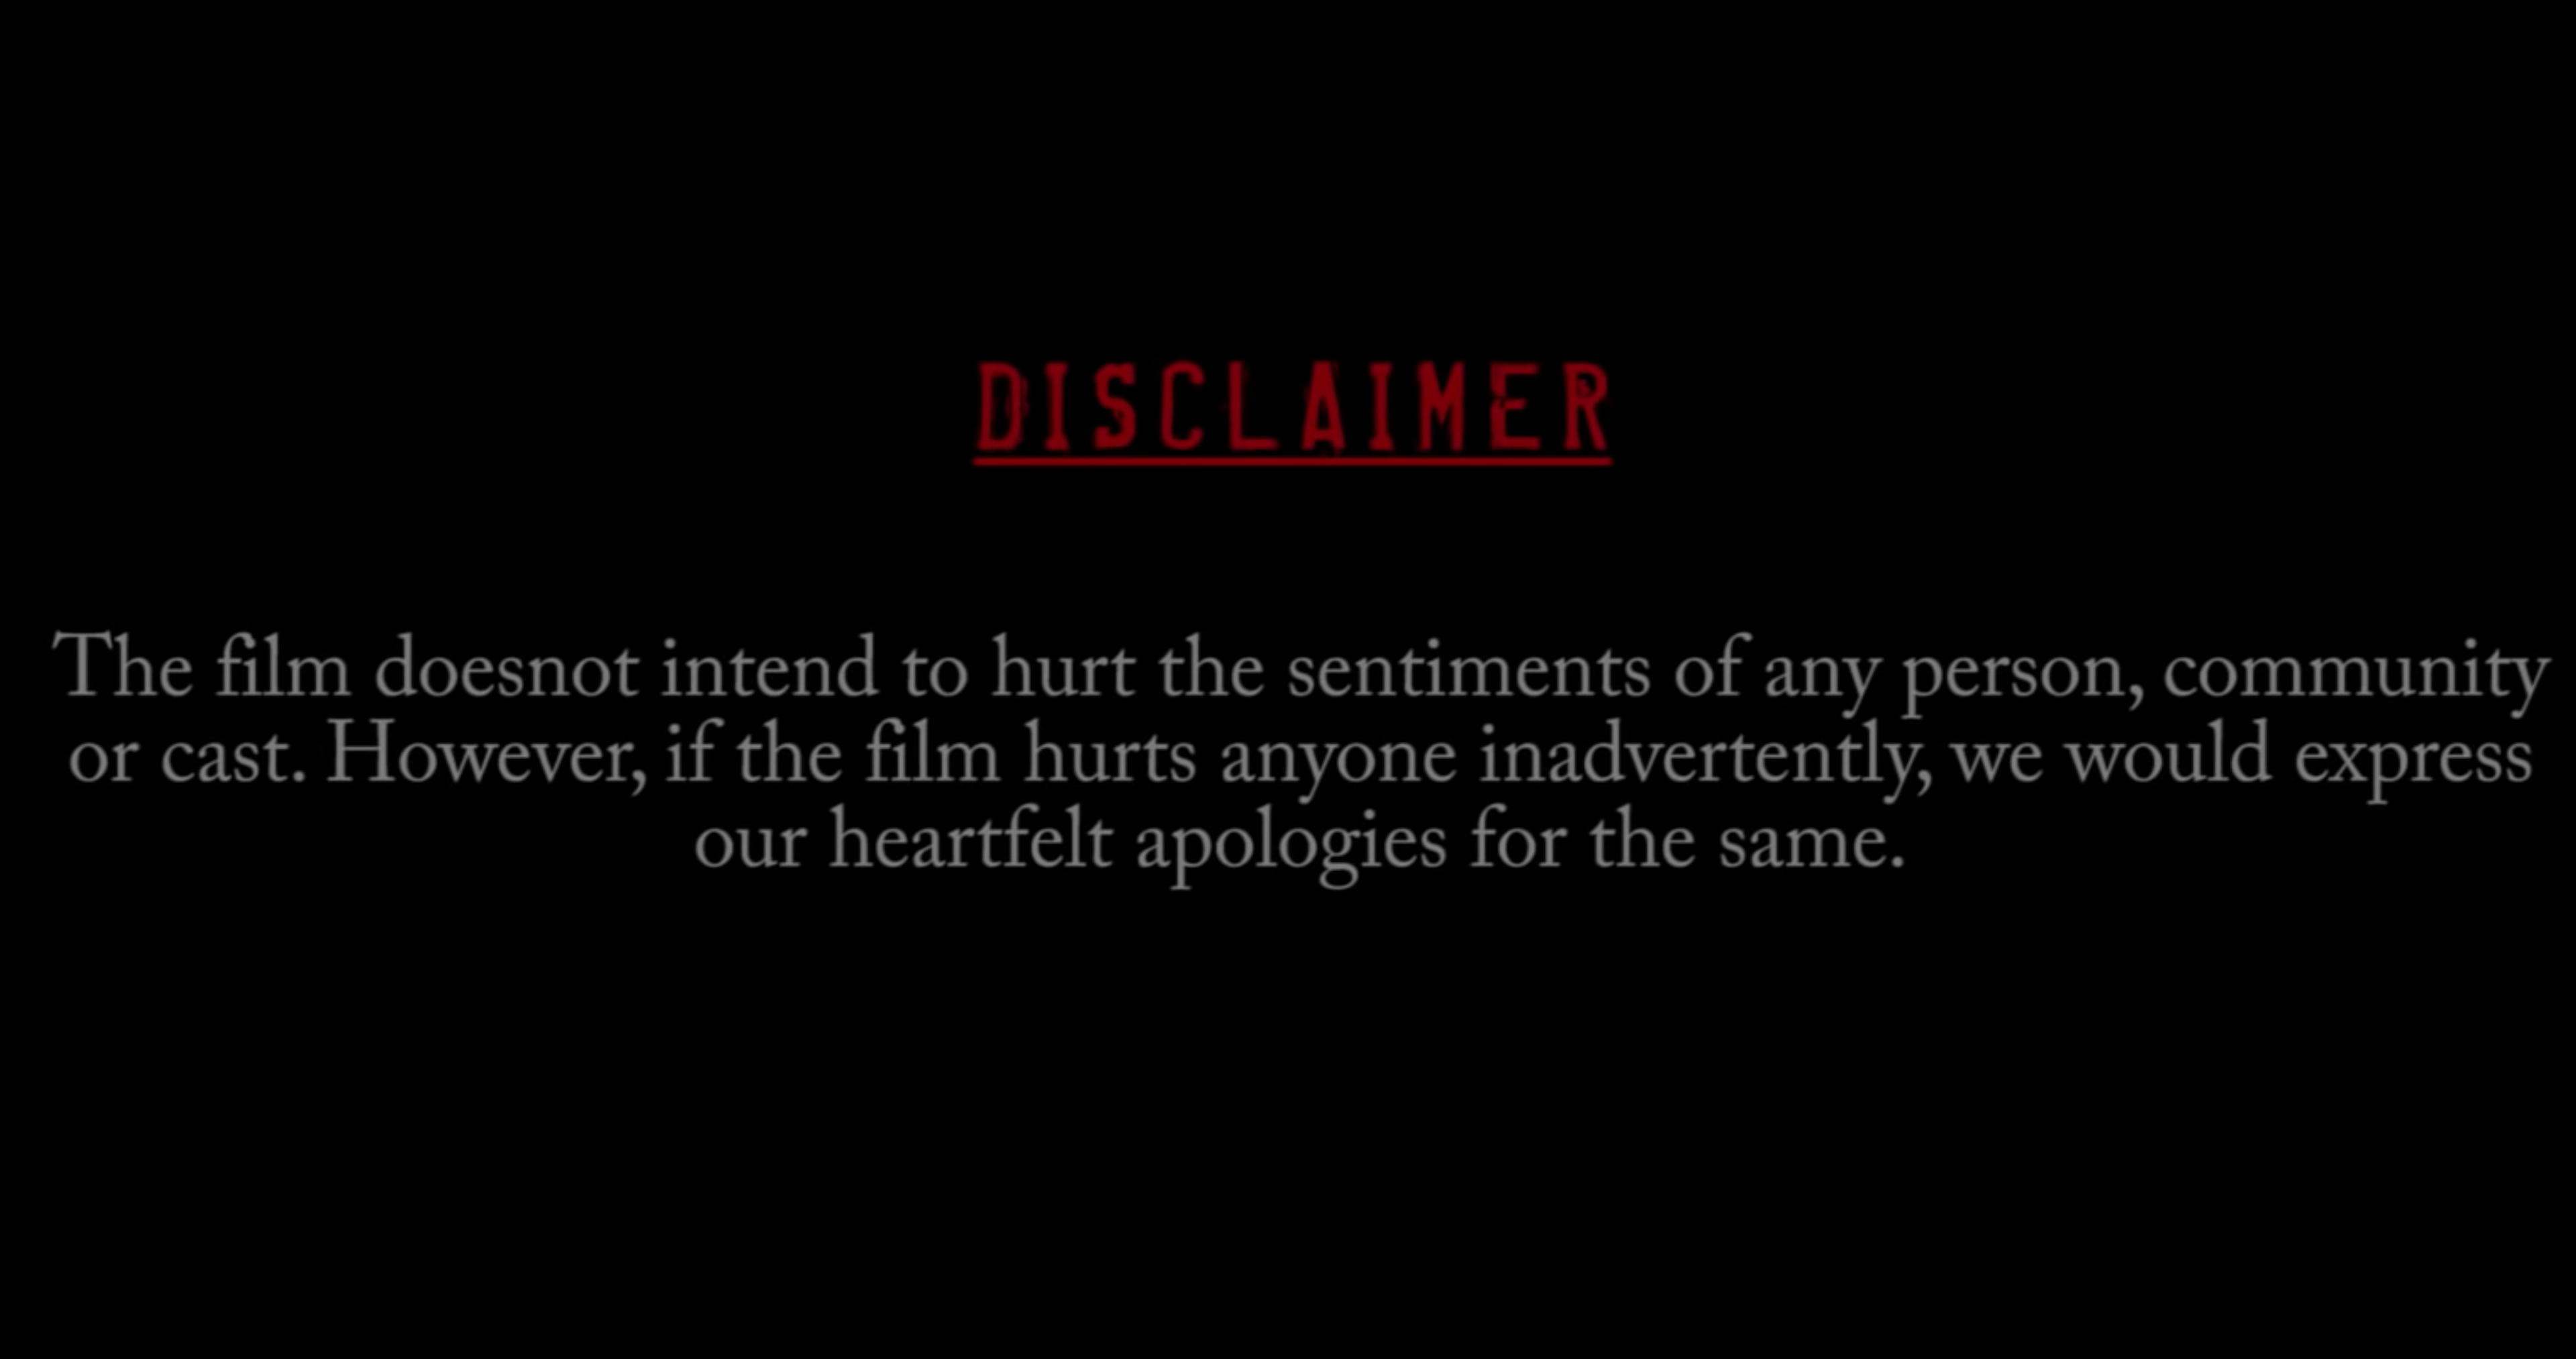 DISCLAIMER
The film doesnot intend to hurt the sentiments of any person, community
or cast. However, if the film hurts anyone inadvertently, we would express
our heartfelt apologies for the same.